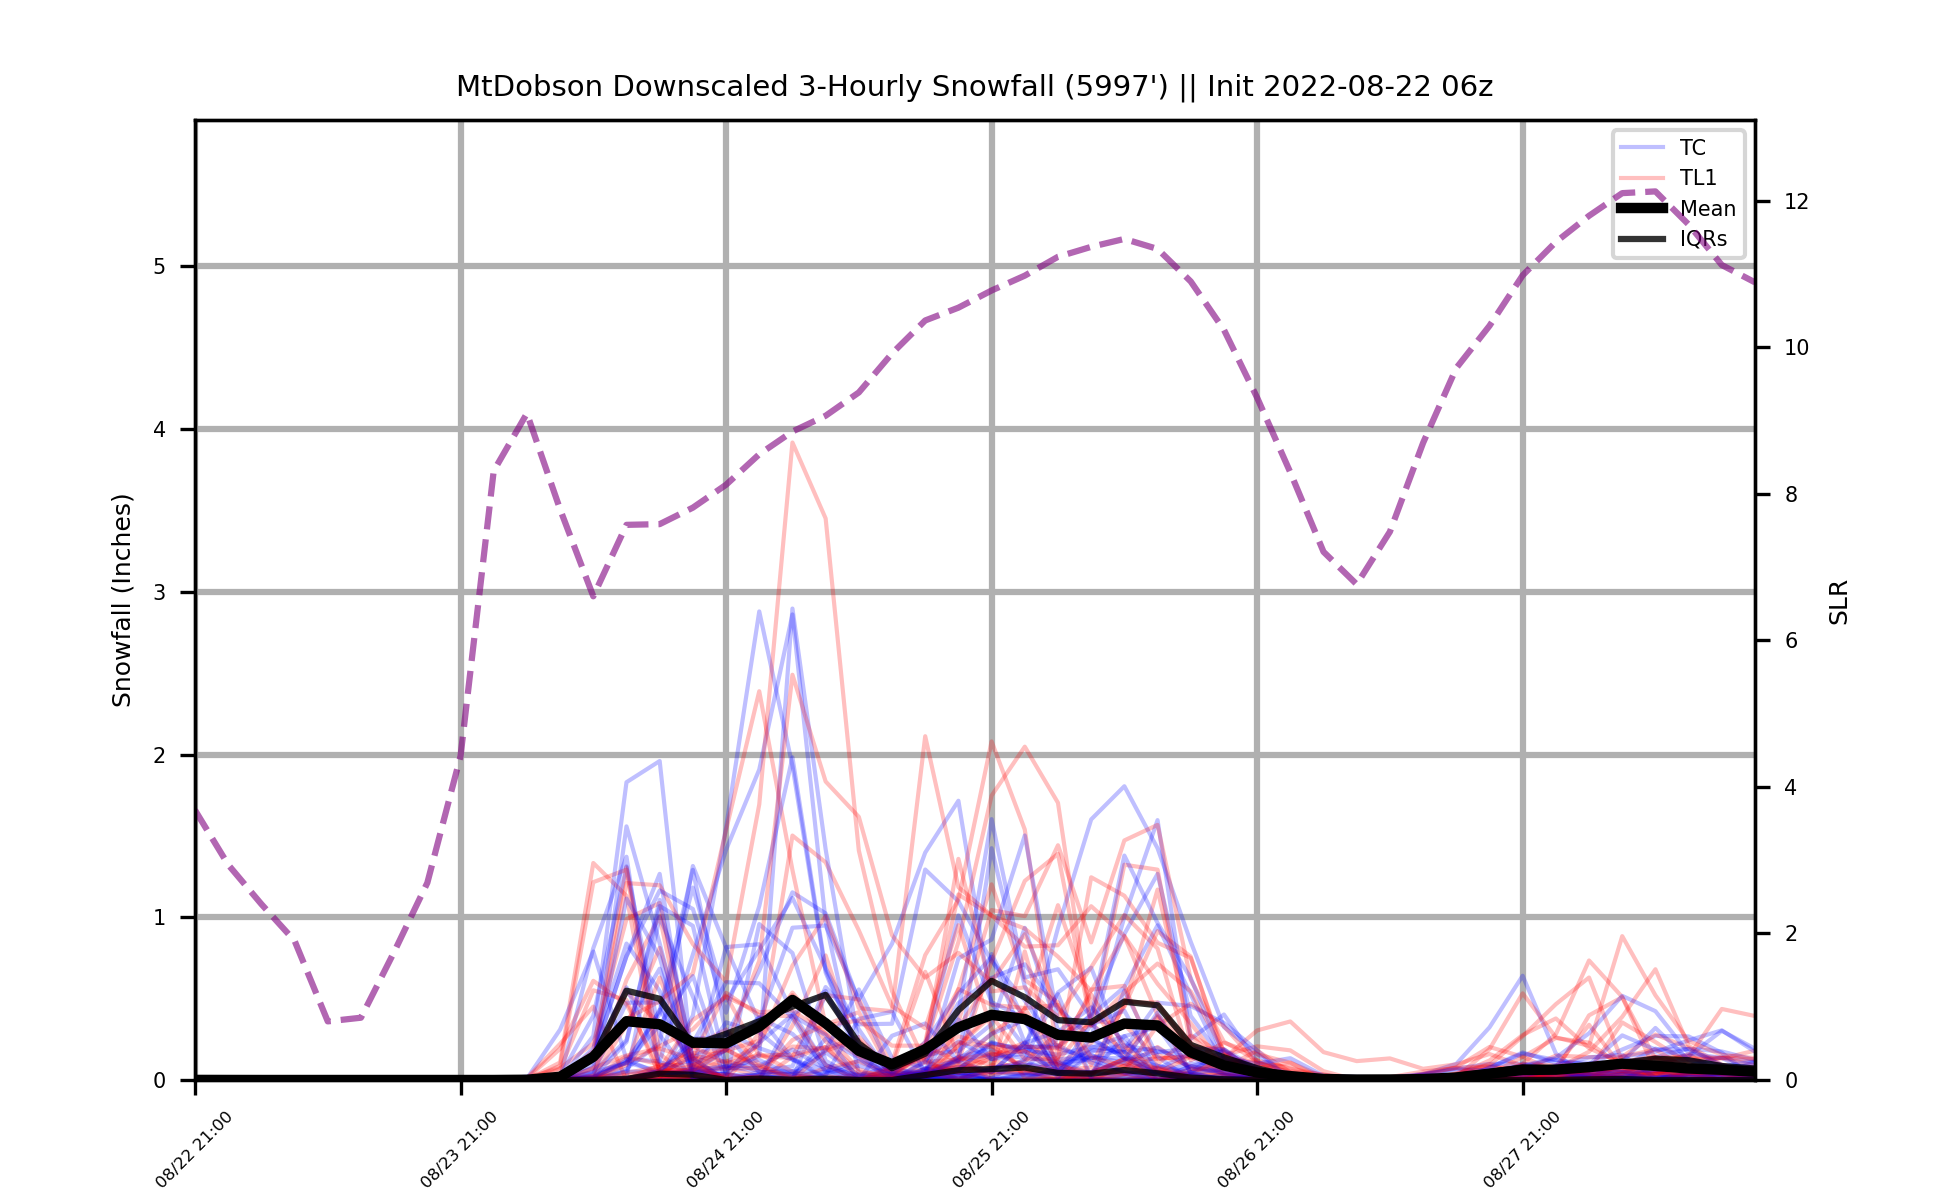 MtDobson Downscaled 3-Hourly Snowfall (5997') || Init 2022-08-22 06z
TC
TL1
Mean
IQRs
Snowfall (Inches)
5
4
3
2
1
0
12
10
8
6
4
2
0
SLR
08/22 21:00
08/23 21:00
08/24 21:00
08/25 21:00
08/26 21:00
08/27 21:00